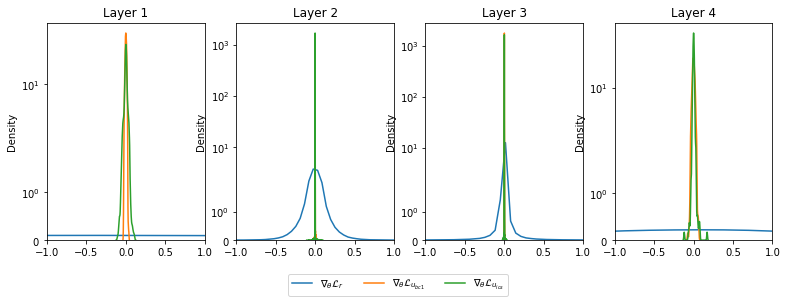 Layer 1 Layer 2 Layer 3 Layer 4
Density Density Density Density
10¹ 10³ 10³ 10¹
10² 10²
10¹ 10¹
10⁰ 10⁰ 10⁰ 10⁰
0 0 0 0
−1.0 −0.5 0.0 0.5 1.0 −1.0 −0.5 0.0 0.5 1.0 −1.0 −0.5 0.0 0.5 1.0 −1.0 −0.5 0.0 0.5 1.0
∇θℒr ∇θℒu_bc1 ∇θℒu_ics